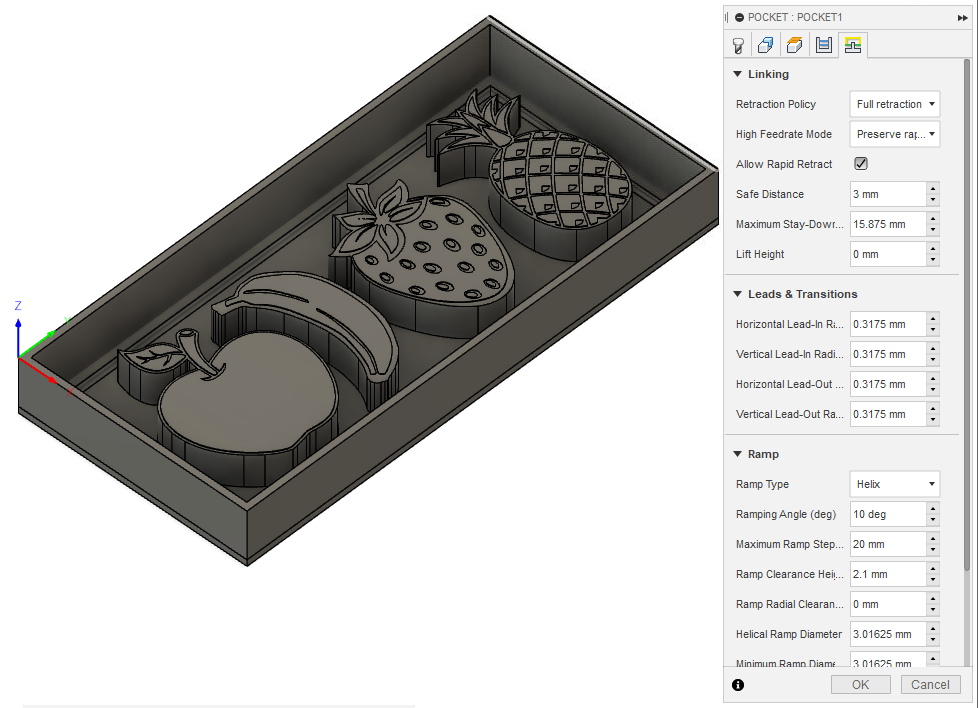 POCKET : POCKET1
Linking
Retraction Policy Full retraction
High Feedrate Mode Preserve rap...
Allow Rapid Retract
Safe Distance 3 mm
Maximum Stay-Dow... 15.875 mm
Lift Height 0 mm
Leads & Transitions
Horizontal Lead-In R... 0.3175 mm
Vertical Lead-In Radi... 0.3175 mm
Horizontal Lead-Out ... 0.3175 mm
Vertical Lead-Out Ra... 0.3175 mm
Ramp
Ramp Type Helix
Ramping Angle (deg) 10 deg
Maximum Ramp Step... 20 mm
Ramp Clearance Hei... 2.1 mm
Ramp Radial Clearan... 0 mm
Helical Ramp Diameter 3.01625 mm
Minimum Ramp Diame 3.01625 mm
OK Cancel
Z